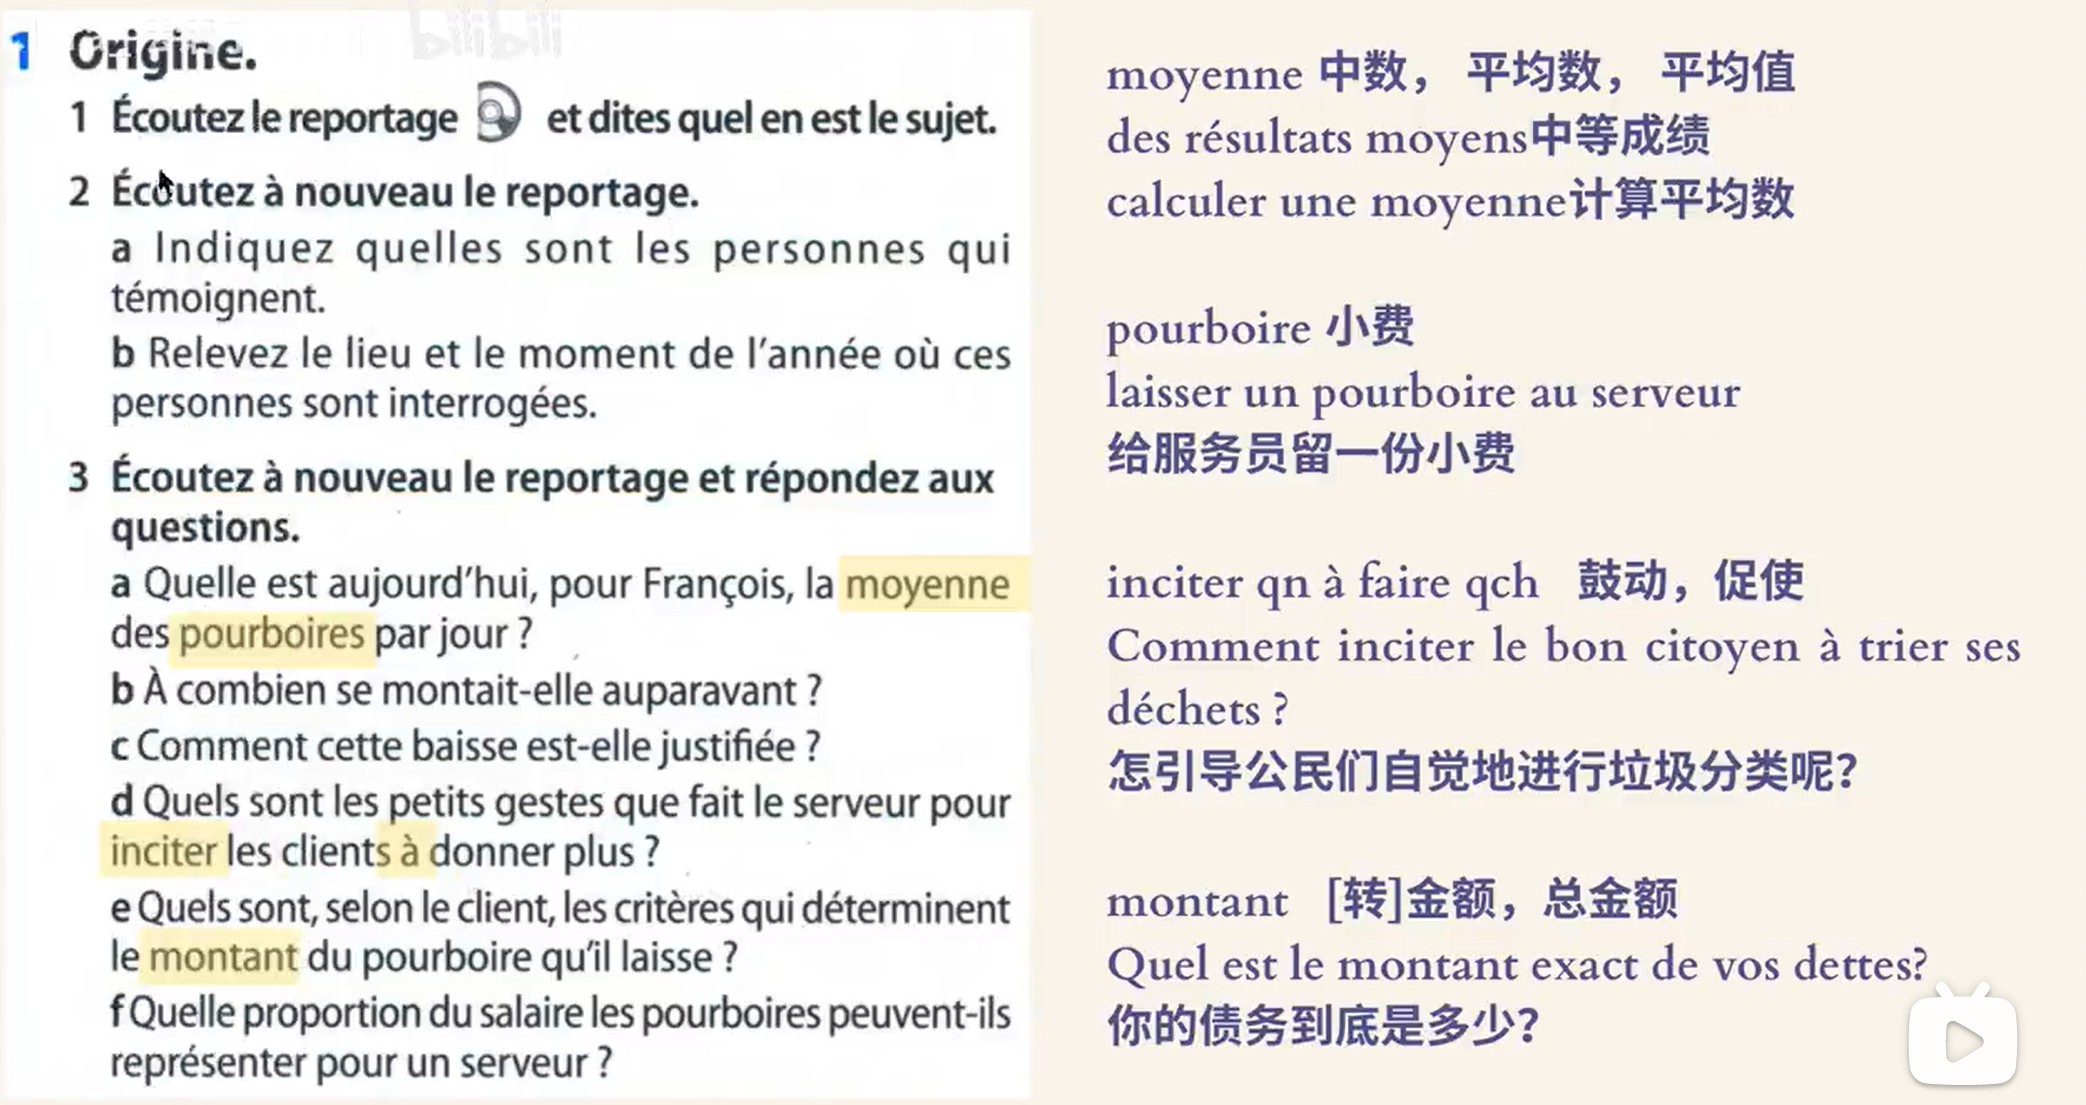 bilibili
1 Origine.
1 Écoutez le reportage et dites quel en est le sujet.
2 Écoutez à nouveau le reportage.
a Indiquez quelles sont les personnes qui
témoignent.
b Relevez le lieu et le moment de l'année où ces
personnes sont interrogées.
3 Écoutez à nouveau le reportage et répondez aux
questions.
a Quelle est aujourd'hui, pour François, la moyenne
des pourboires par jour ?
b À combien se montait-elle auparavant ?
c Comment cette baisse est-elle justifiée ?
d Quels sont les petits gestes que fait le serveur pour
inciter les clients à donner plus ?
e Quels sont, selon le client, les critères qui déterminent
le montant du pourboire qu'il laisse ?
f Quelle proportion du salaire les pourboires peuvent-ils
représenter pour un serveur ?
moyenne 中数， 平均数， 平均值
des résultats moyens中等成绩
calculer une moyenne计算平均数
pourboire 小费
laisser un pourboire au serveur
给服务员留一份小费
inciter qn à faire qch 鼓动，促使
Comment inciter le bon citoyen à trier ses
déchets ?
怎引导公民们自觉地进行垃圾分类呢？
montant [转]金额，总金额
Quel est le montant exact de vos dettes?
你的债务到底是多少？